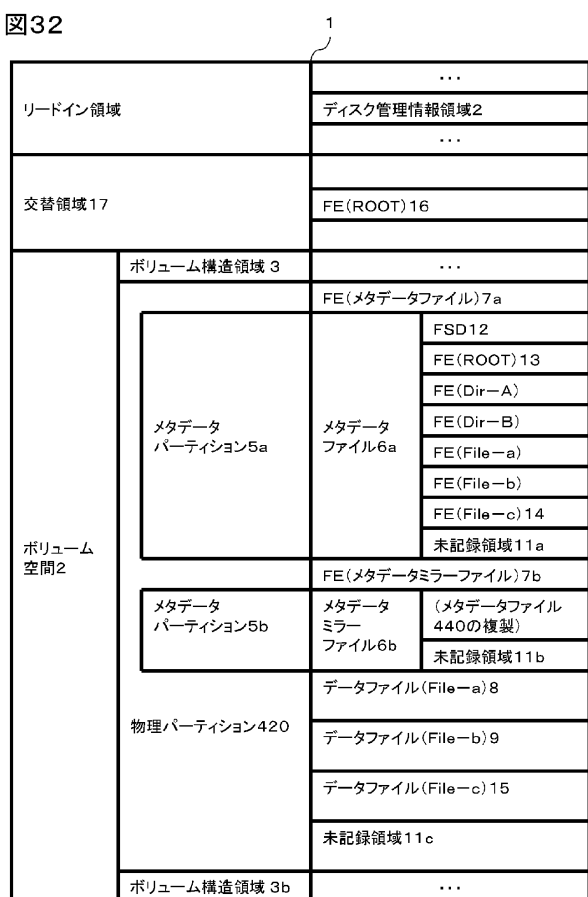 図32
1
リードイン領域
...
ディスク管理情報領域2
...
交替領域17
FE(ROOT)16
ボリューム構造領域 3
...
FE(メタデータファイル)7a
メタデータ
パーティション5a
メタデータ
ファイル6a
FSD12
FE(ROOT)13
FE(Dir－A)
FE(Dir－B)
FE(File－a)
FE(File－b)
FE(File－c)14
未記録領域11a
ボリューム
空間2
FE(メタデータミラーファイル)7b
メタデータ
パーティション5b
メタデータ
ミラー
ファイル6b
(メタデータファイル
440の複製)
未記録領域11b
物理パーティション420
データファイル(File－a)8
データファイル(File－b)9
データファイル(File－c)15
未記録領域11c
ボリューム構造領域 3b
...